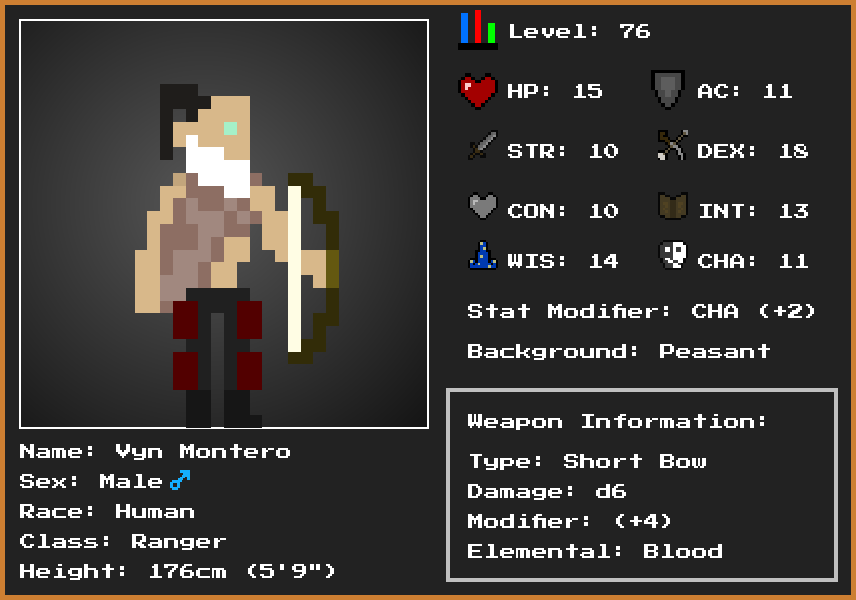 Level: 76
HP: 15
AC: 11
STR: 10
DEX: 18
CON: 10
INT: 13
WIS: 14
CHA: 11
Stat Modifier: CHA (+2)
Background: Peasant
Name: Vyn Montero
Sex: Male♂
Race: Human
Class: Ranger
Height: 176cm (5'9")
Weapon Information:
Type: Short Bow
Damage: d6
Modifier: (+4)
Elemental: Blood